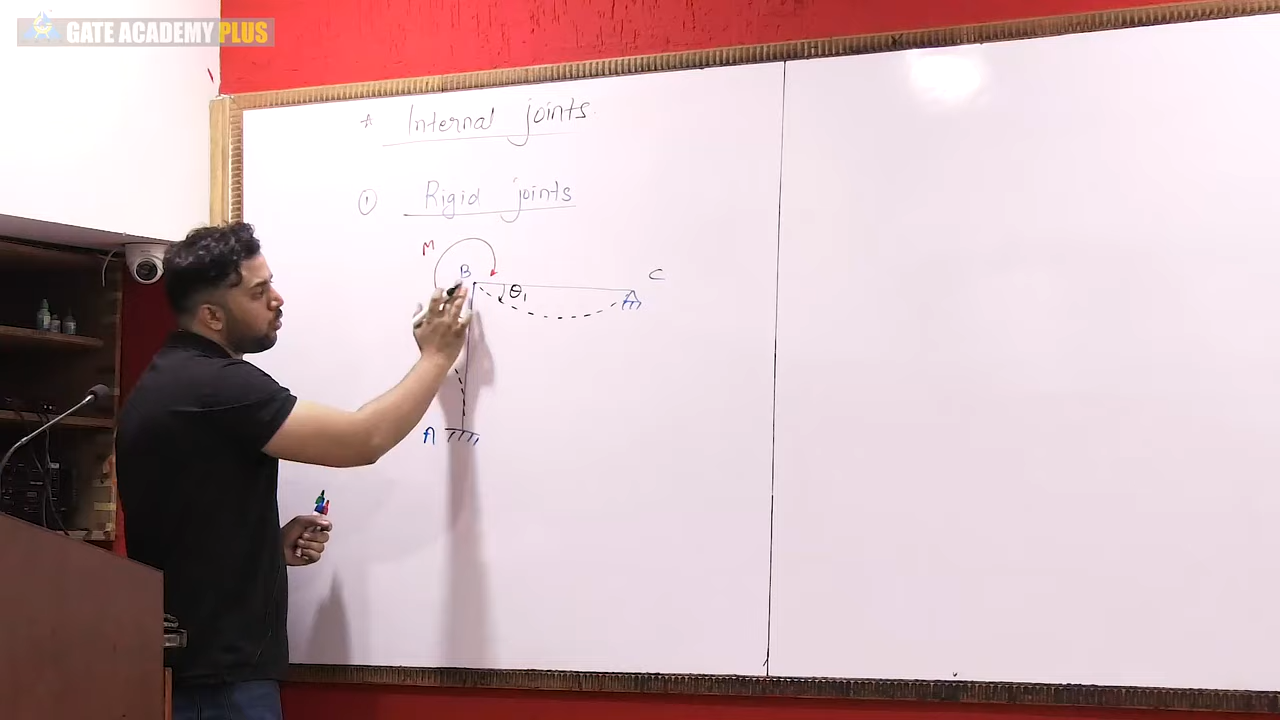 GATE ACADEMY PLUS
* Internal joints.
① Rigid joints
M
B
C
θ₁
A